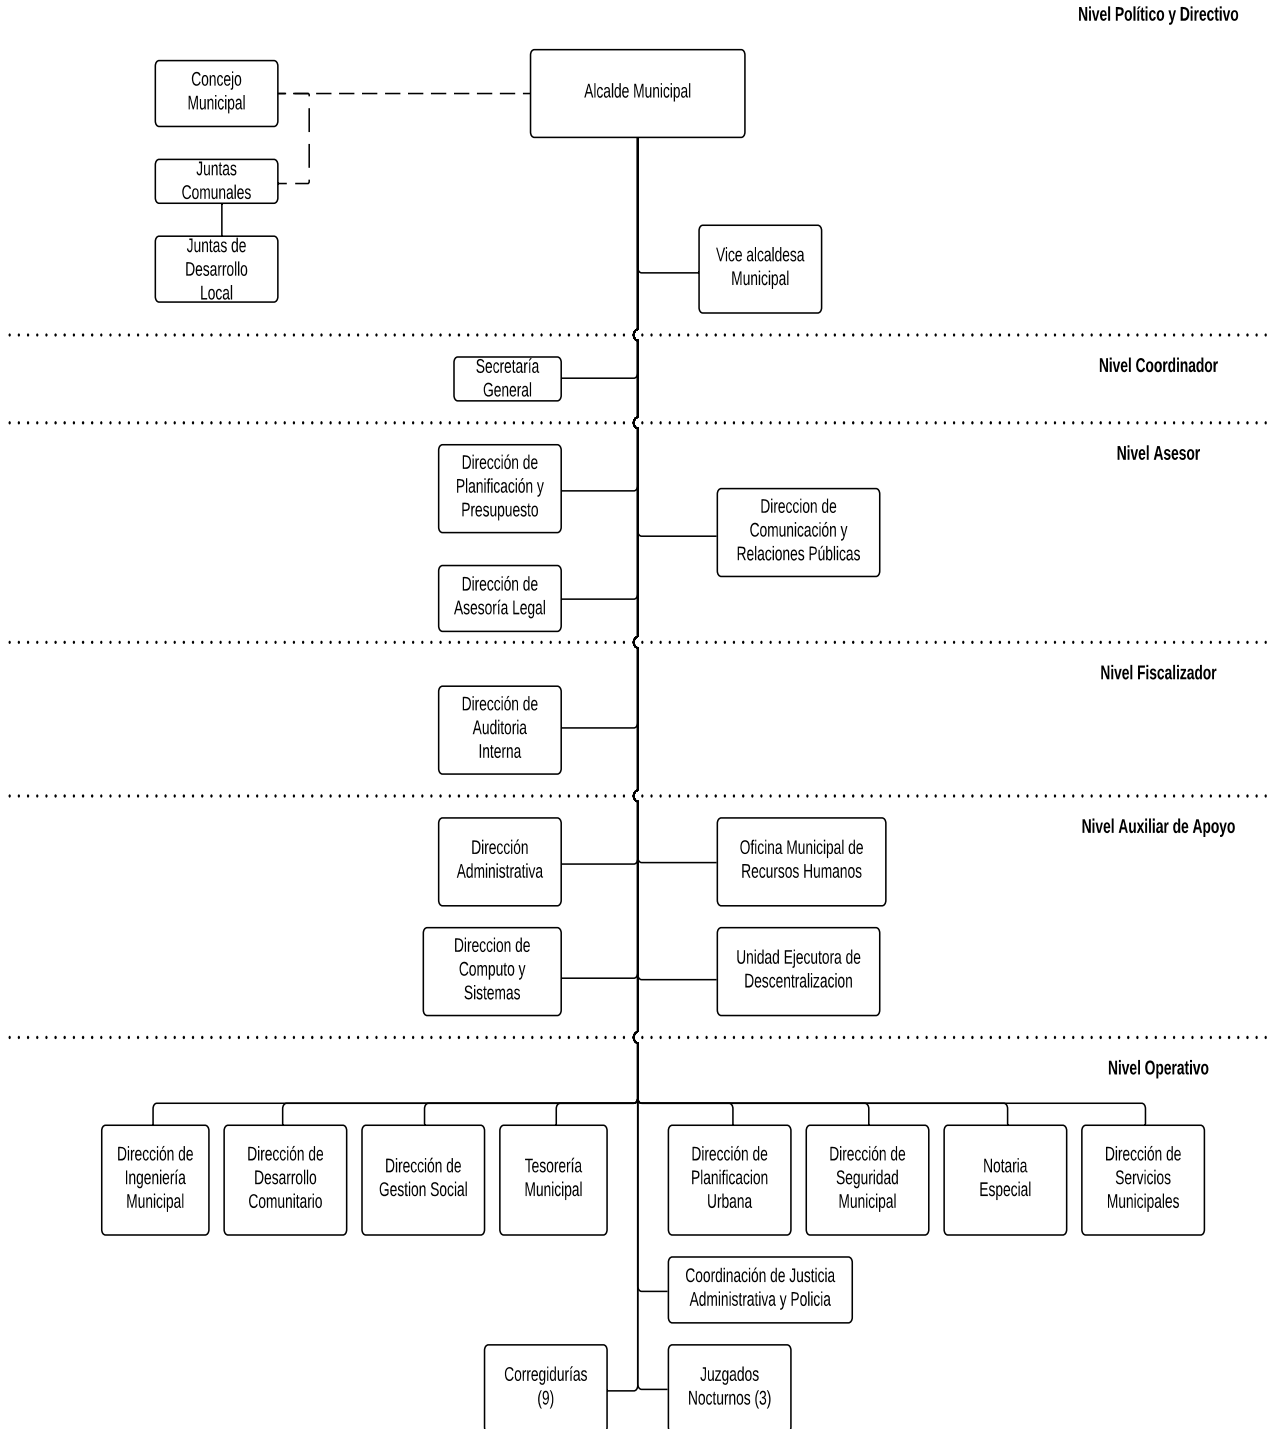 Nivel Político y Directivo
Concejo
Municipal
Alcalde Municipal
Juntas
Comunales
Juntas de
Desarrollo
Local
Vice alcaldesa
Municipal
Nivel Coordinador
Secretaría
General
Nivel Asesor
Dirección de
Planificación y
Presupuesto
Direccion de
Comunicación y
Relaciones Públicas
Dirección de
Asesoría Legal
Nivel Fiscalizador
Dirección de
Auditoria
Interna
Nivel Auxiliar de Apoyo
Dirección
Administrativa
Oficina Municipal de
Recursos Humanos
Direccion de
Computo y
Sistemas
Unidad Ejecutora de
Descentralizacion
Nivel Operativo
Dirección de
Ingeniería
Municipal
Dirección de
Desarrollo
Comunitario
Dirección de
Gestion Social
Tesorería
Municipal
Dirección de
Planificacion
Urbana
Dirección de
Seguridad
Municipal
Notaria
Especial
Dirección de
Servicios
Municipales
Coordinación de Justicia
Administrativa y Policia
Corregidurías
(9)
Juzgados
Nocturnos (3)